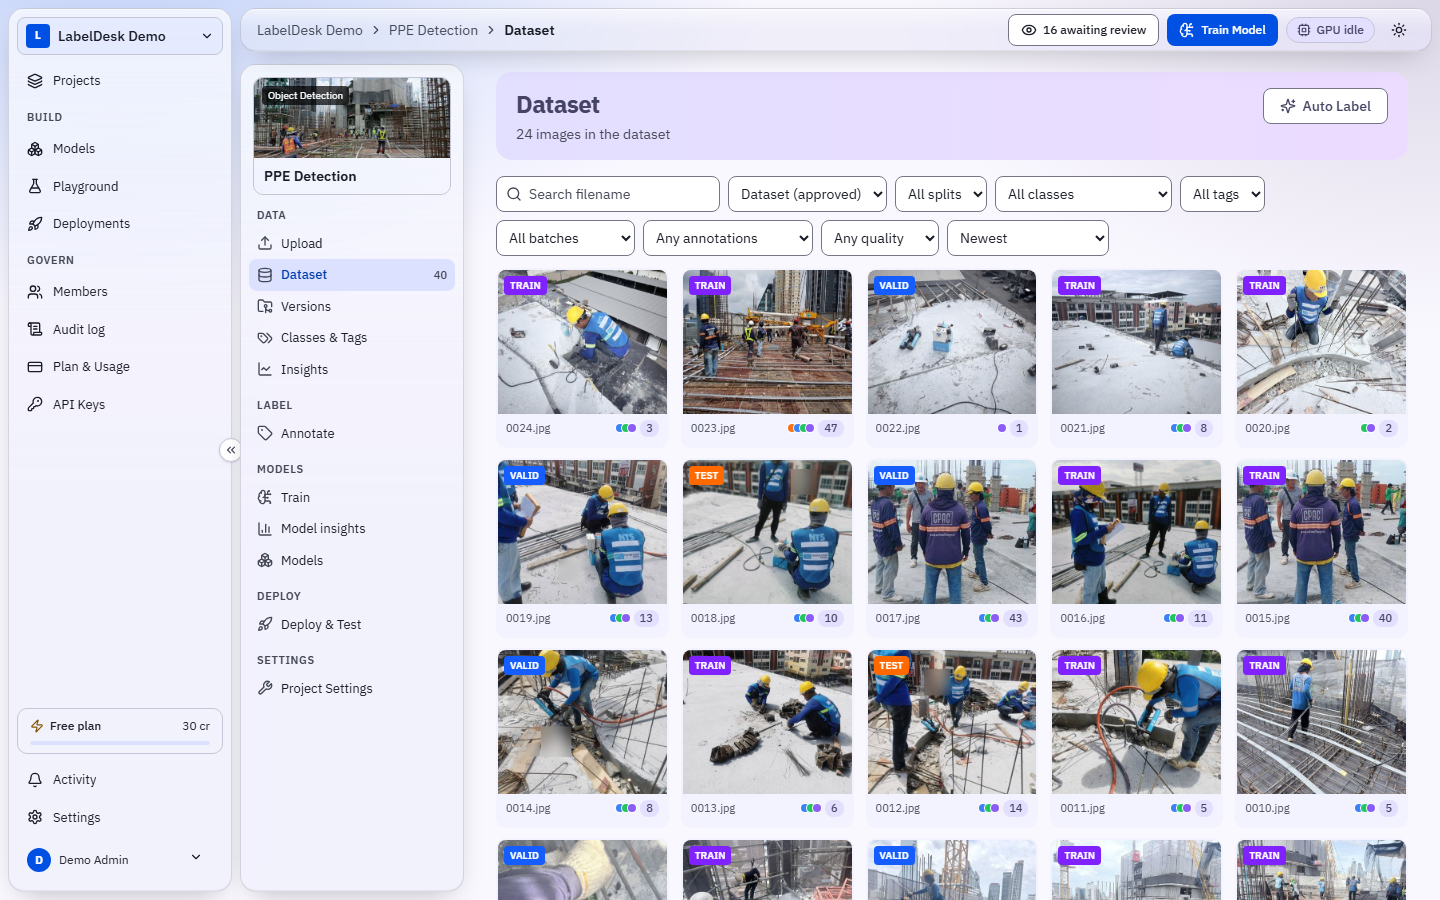 L LabelDesk Demo
Projects
BUILD
Models
Playground
Deployments
GOVERN
Members
Audit log
Plan & Usage
API Keys
Free plan 30 cr
Activity
Settings
D Demo Admin
LabelDesk Demo PPE Detection Dataset
16 awaiting review
Train Model
GPU idle
Object Detection
PPE Detection
DATA
Upload
Dataset 40
Versions
Classes & Tags
Insights
LABEL
Annotate
MODELS
Train
Model insights
Models
DEPLOY
Deploy & Test
SETTINGS
Project Settings
Dataset
24 images in the dataset
Auto Label
Search filename
Dataset (approved)
All splits
All classes
All tags
All batches
Any annotations
Any quality
Newest
TRAIN
TRAIN
VALID
TRAIN
TRAIN
0024.jpg 3
0023.jpg 47
0022.jpg 1
0021.jpg 8
0020.jpg 2
VALID
TEST
VALID
TRAIN
TRAIN
NTS
CPAC
CPAC
0019.jpg 13
0018.jpg 10
0017.jpg 43
0016.jpg 11
0015.jpg 40
VALID
TRAIN
TEST
TRAIN
TRAIN
0014.jpg 8
0013.jpg 6
0012.jpg 14
0011.jpg 5
0010.jpg 5
VALID
TRAIN
VALID
TRAIN
TRAIN